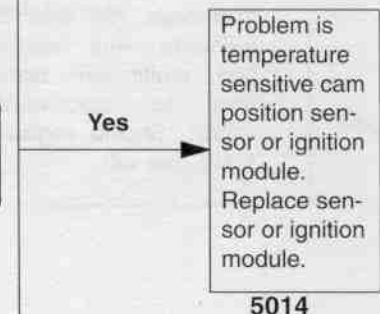 Problem is
temperature
sensitive cam
position sen-
sor or ignition
module.
Replace sen-
sor or ignition
module.
Yes
5014